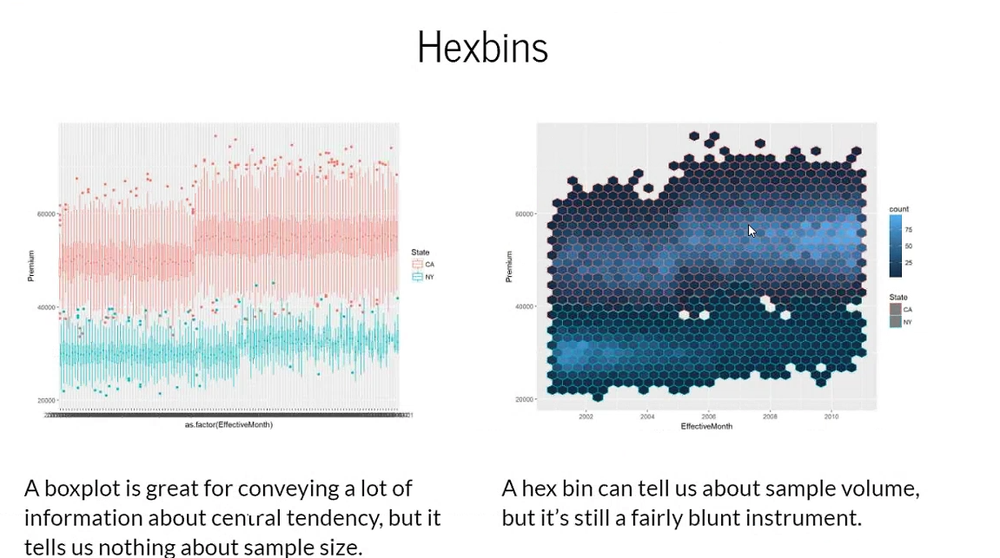 Hexbins
60000
40000
20000
Premium
as.factor(EffectiveMonth)
State
CA
NY
60000
40000
20000
Premium
2002 2004 2006 2008 2010
EffectiveMonth
count
75
50
25
State
CA
NY
A boxplot is great for conveying a lot of
information about central tendency, but it
tells us nothing about sample size.
A hex bin can tell us about sample volume,
but it’s still a fairly blunt instrument.